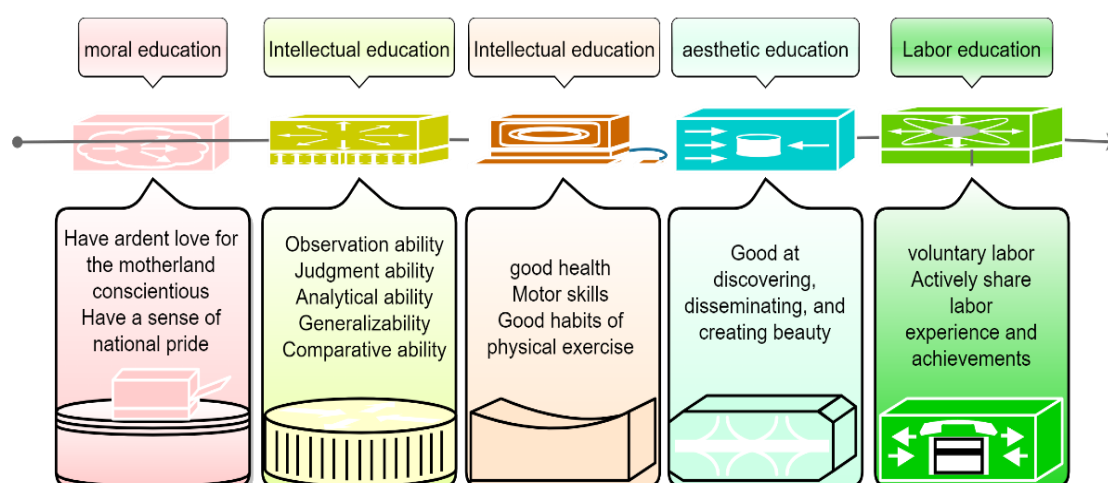 moral education
Intellectual education
Intellectual education
aesthetic education
Labor education
Have ardent love for
the motherland
conscientious
Have a sense of
national pride
Observation ability
Judgment ability
Analytical ability
Generalizability
Comparative ability
good health
Motor skills
Good habits of
physical exercise
Good at
discovering,
disseminating, and
creating beauty
voluntary labor
Actively share
labor
experience and
achievements